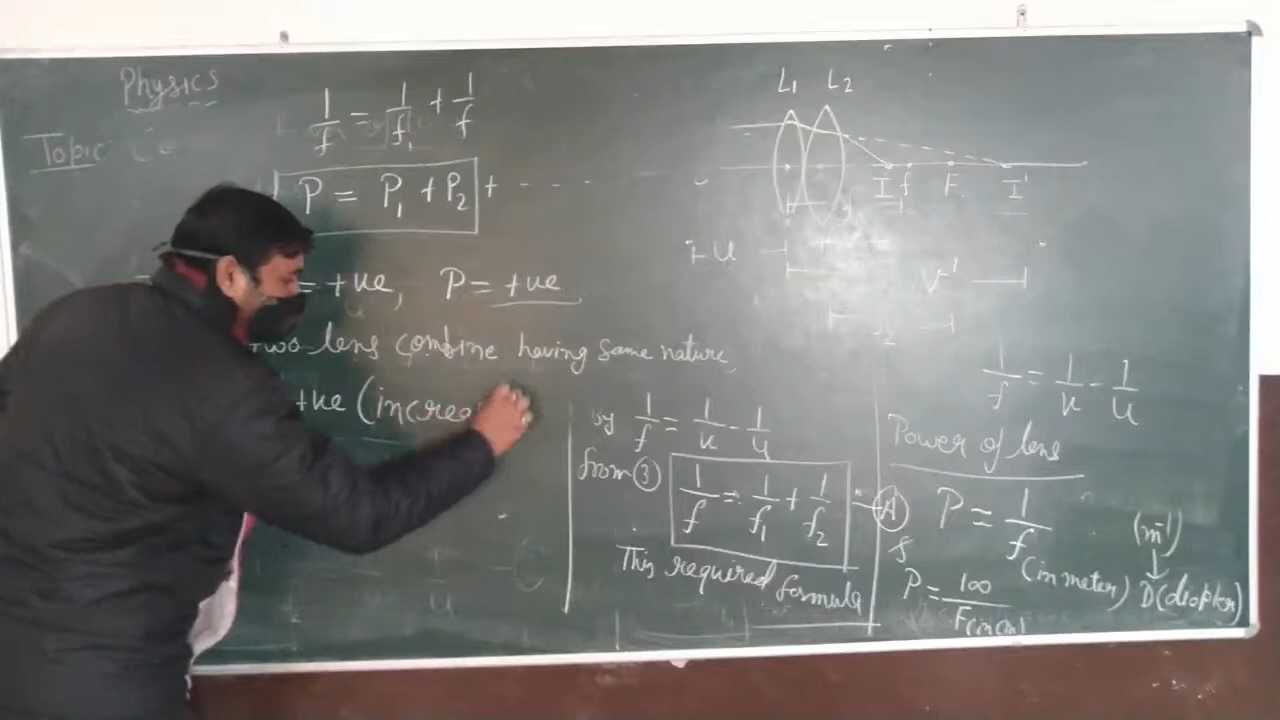 Physics
Topic
1/f = 1/f₁ + 1/f
P = P₁ + P₂ + - - - -
= +ve, P = +ve
two lens combine having same nature,
+ve (increa
L₁ L₂
I f F I'
+u
v'
by 1/f = 1/v - 1/u
from ③ 1/f = 1/f₁ + 1/f₂ Ⓐ
This required formula
1/f = 1/v - 1/u
Power of lens
P = 1/f (in meter)
(m⁻¹)
D(diopter)
P = 100/F(in cm)